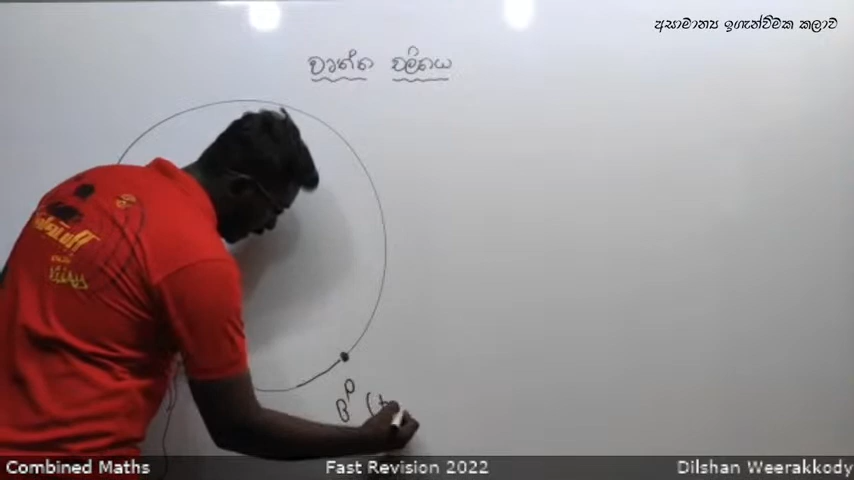 අසාමාන්‍ය ඉගැන්වීමක කලාව
වෘත්ත චලිතය
P
Combined Maths
Fast Revision 2022
Dilshan Weerakkody